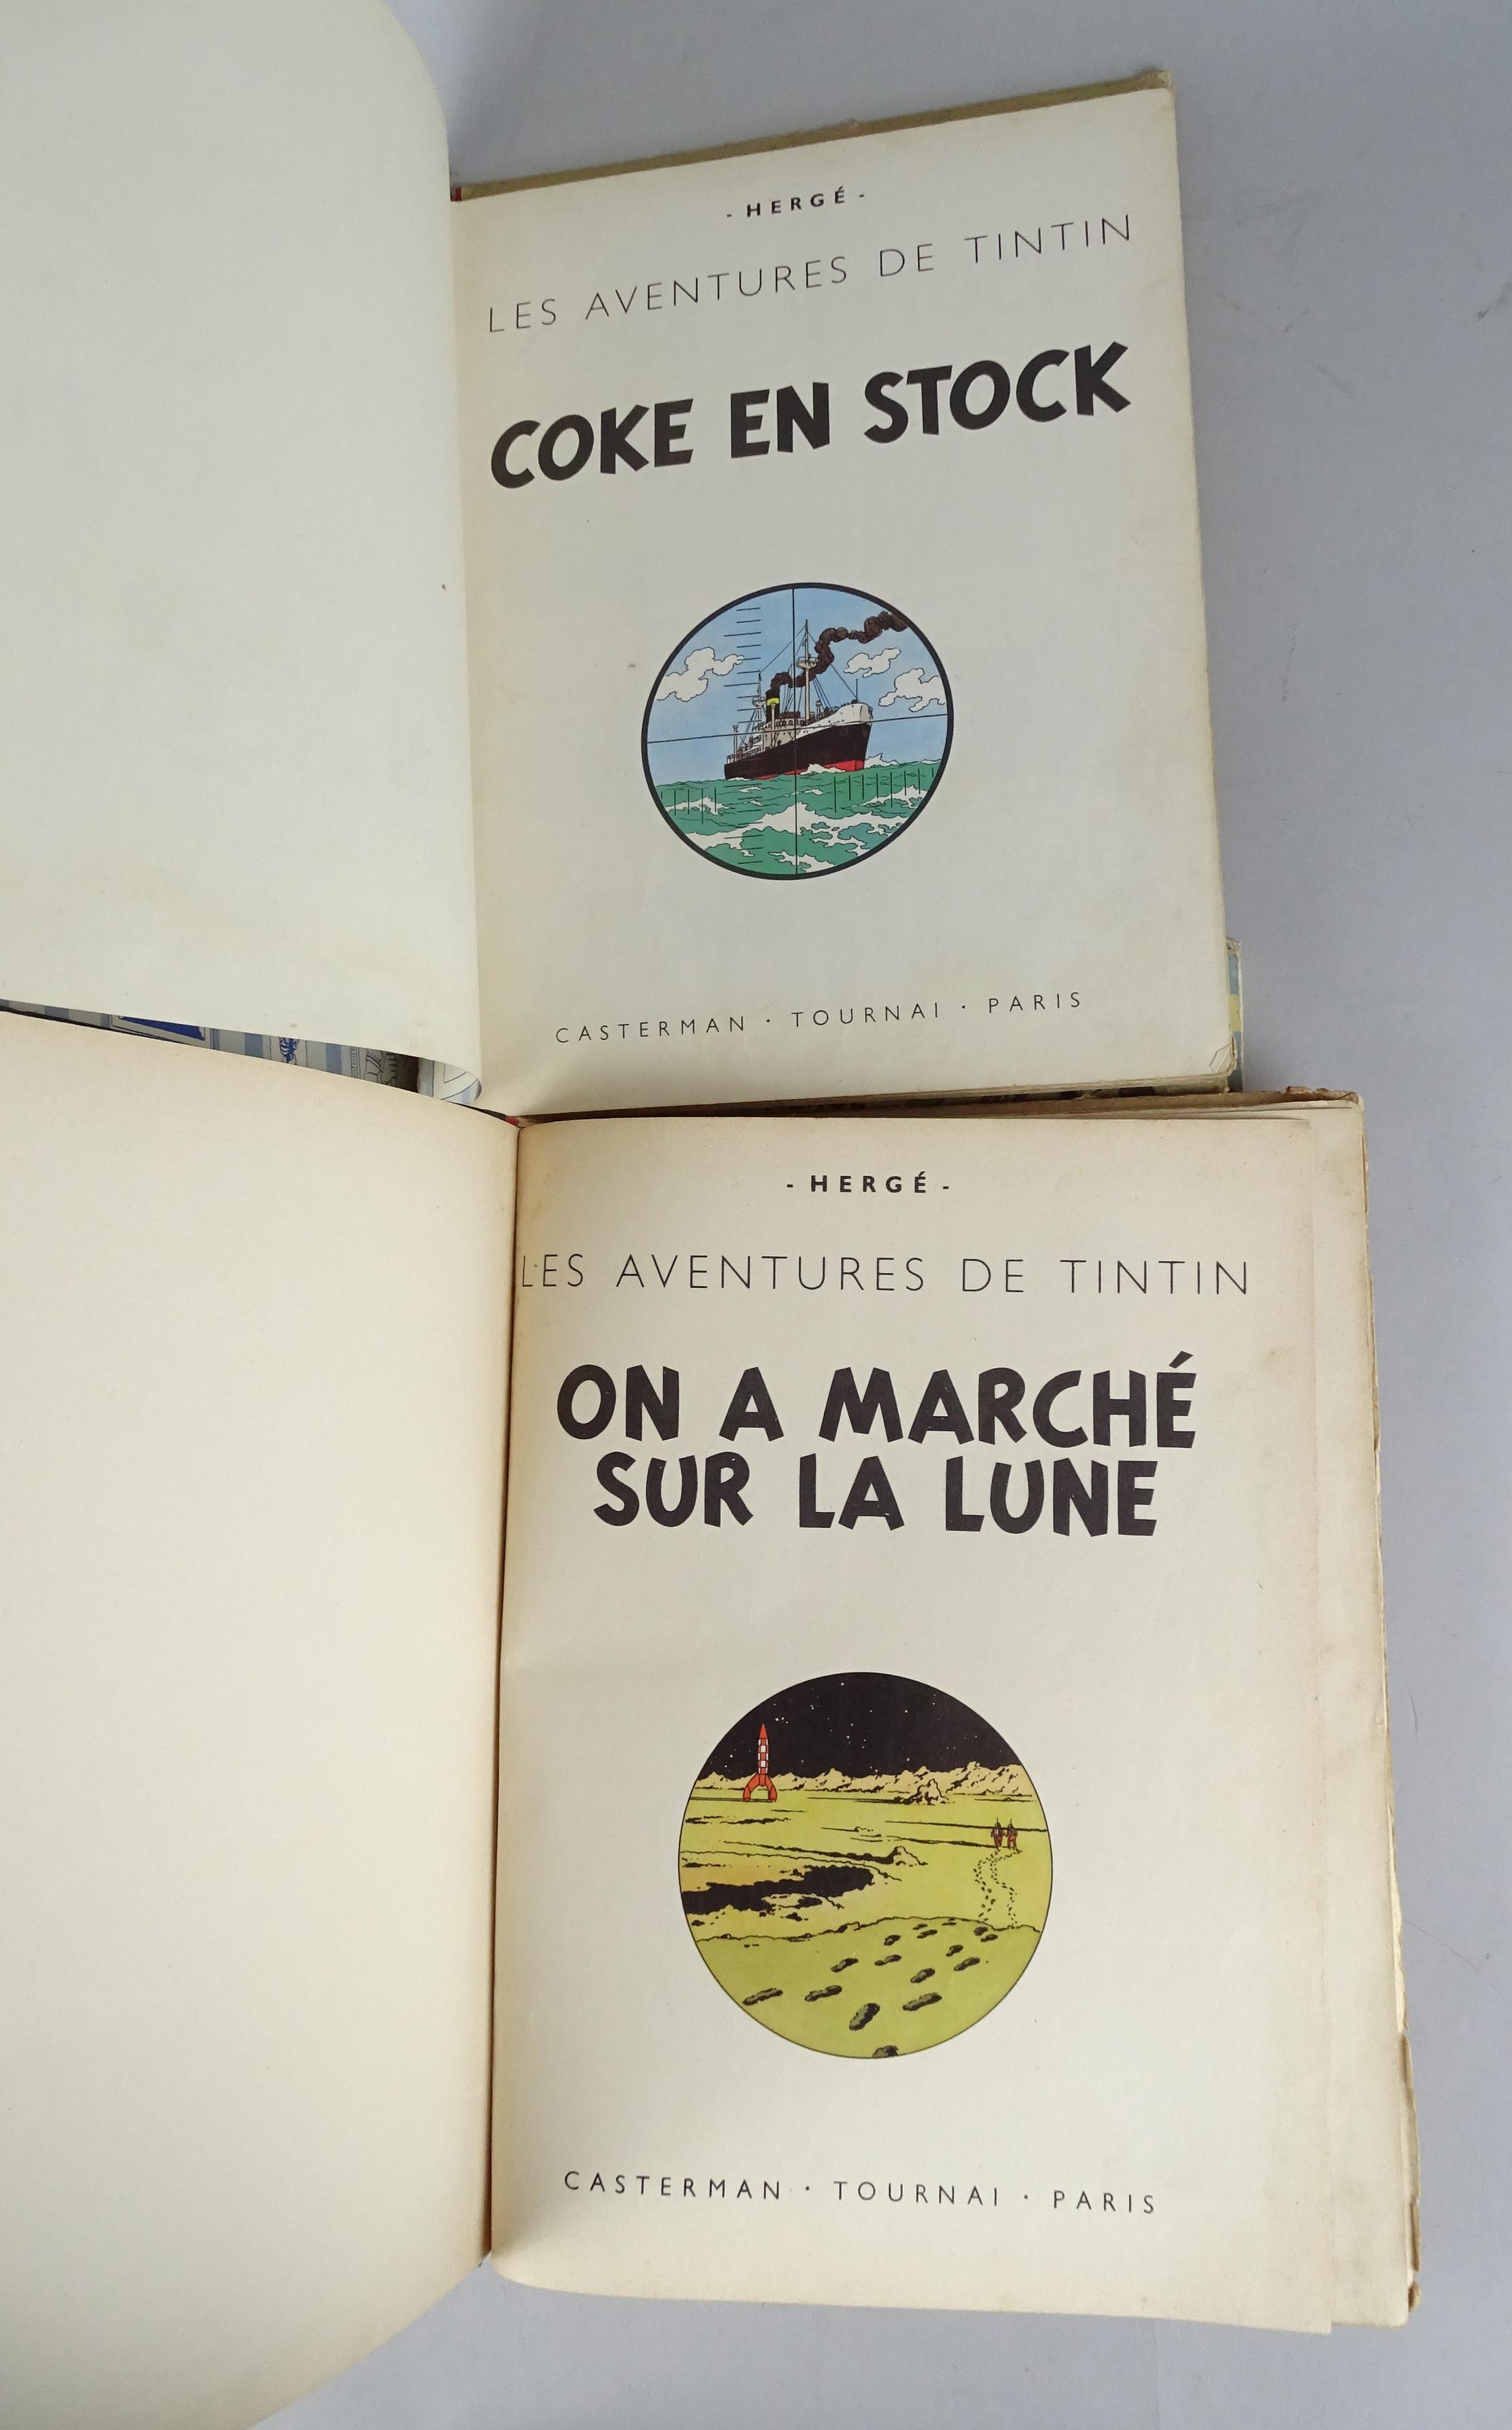 - HERGÉ -
LES AVENTURES DE TINTIN
COKE EN STOCK
CASTERMAN · TOURNAI · PARIS
- HERGÉ -
LES AVENTURES DE TINTIN
ON A MARCHÉ
SUR LA LUNE
CASTERMAN · TOURNAI · PARIS